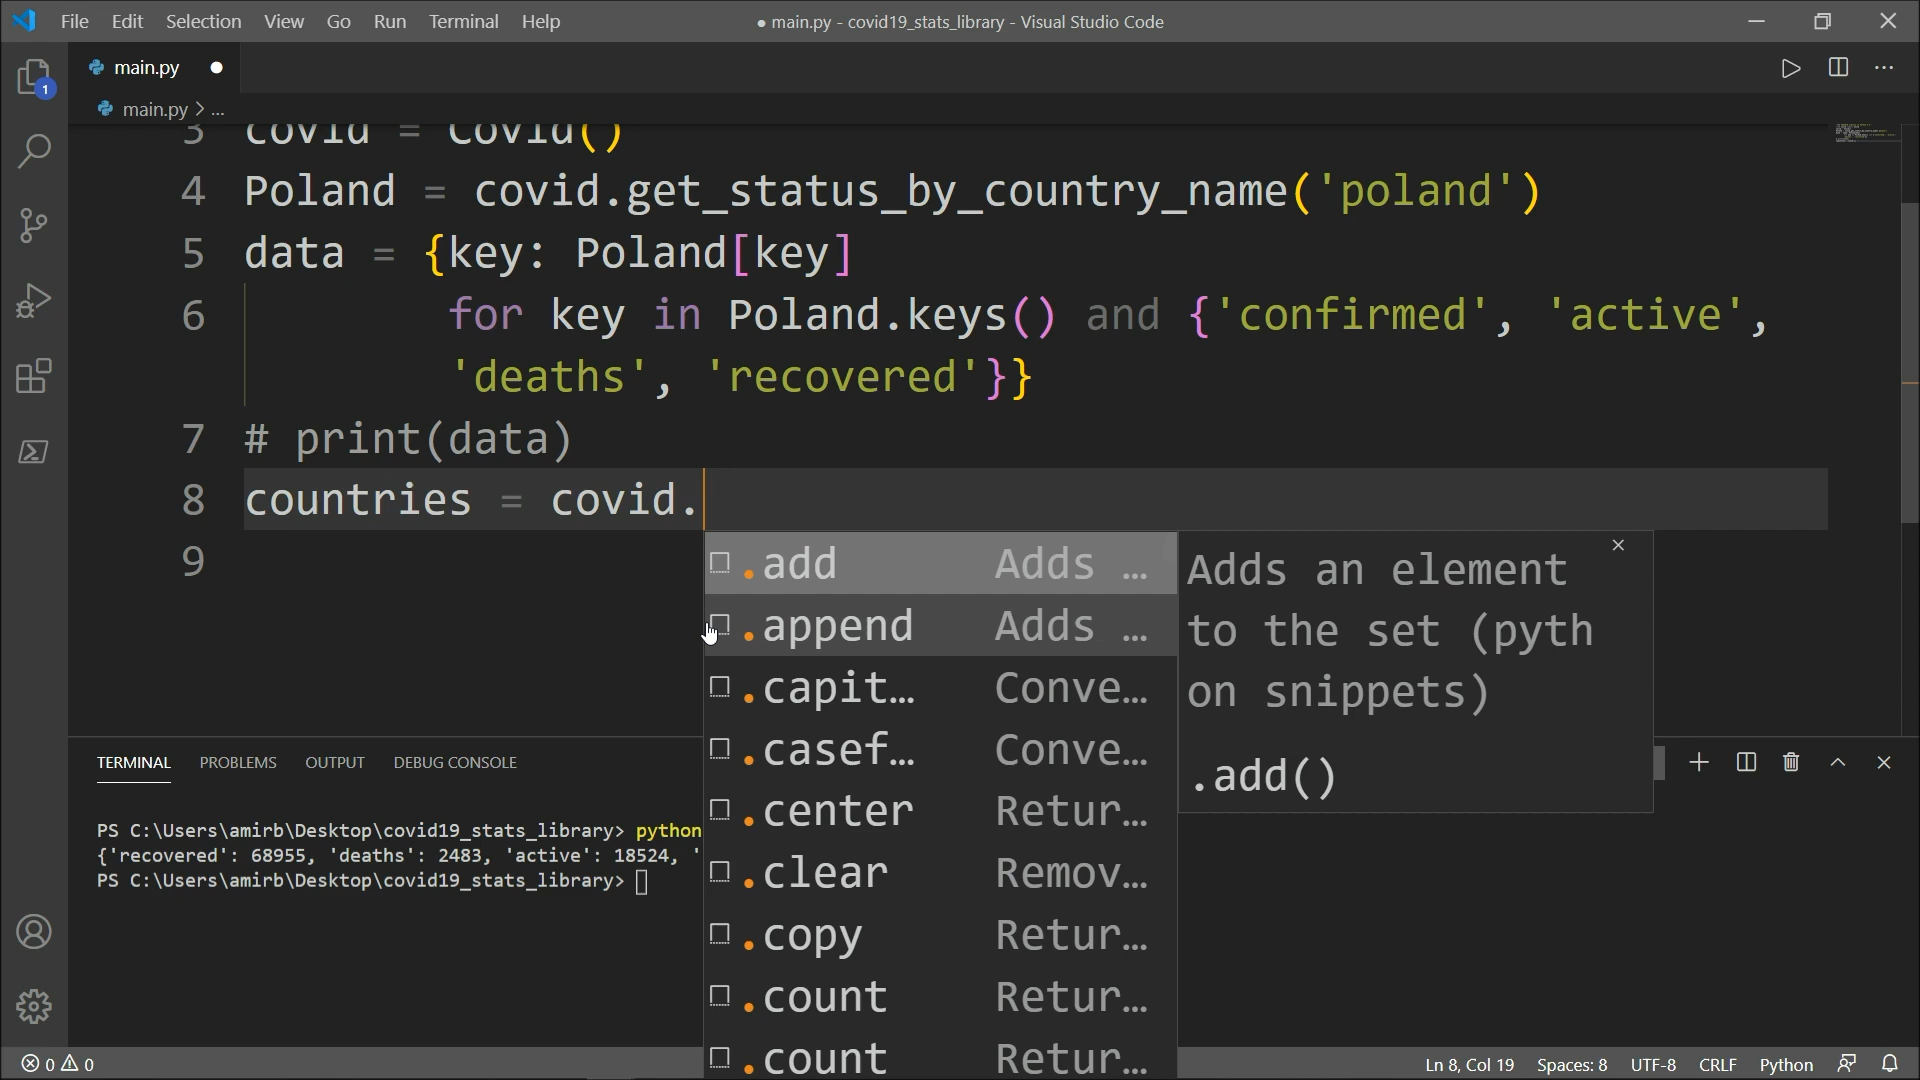 File Edit Selection View Go Run Terminal Help
● main.py - covid19_stats_library - Visual Studio Code
main.py ●
main.py > ...
1
3 covid = Covid()
4 Poland = covid.get_status_by_country_name('poland')
5 data = {key: Poland[key]
6 for key in Poland.keys() and {'confirmed', 'active',
'deaths', 'recovered'}}
7 # print(data)
8 countries = covid.
9
.add Adds …
.append Adds …
.capit… Conve…
.casef… Conve…
.center Retur…
.clear Remov…
.copy Retur…
.count Retur…
.count Retur…
Adds an element
to the set (pyth
on snippets)
.add()
TERMINAL PROBLEMS OUTPUT DEBUG CONSOLE
PS C:\Users\amirb\Desktop\covid19_stats_library> python
{'recovered': 68955, 'deaths': 2483, 'active': 18524, '
PS C:\Users\amirb\Desktop\covid19_stats_library>
0 0
Ln 8, Col 19 Spaces: 8 UTF-8 CRLF Python